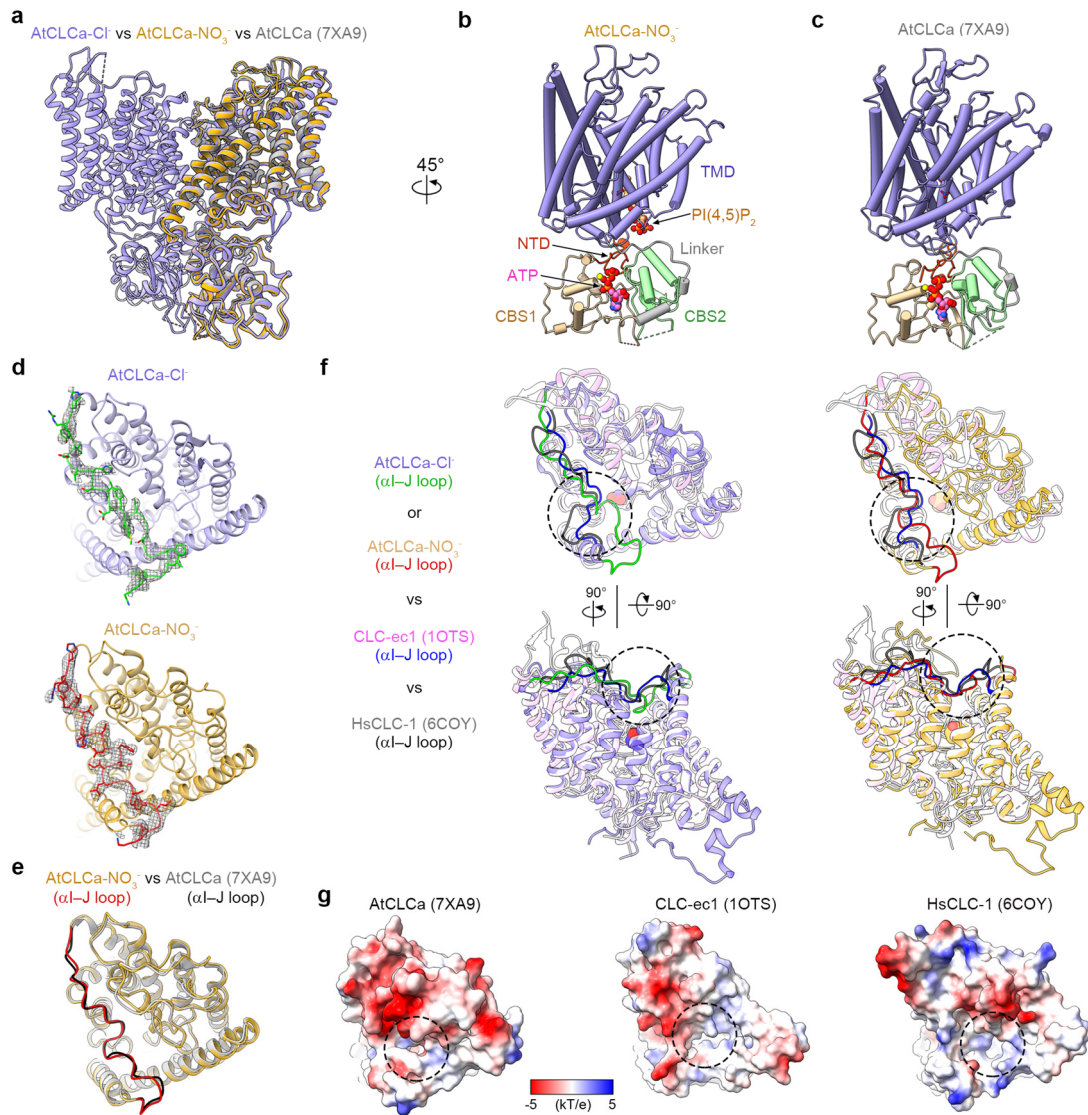 a
AtCLCa-Cl⁻ vs AtCLCa-NO₃⁻ vs AtCLCa (7XA9)
45°
b
AtCLCa-NO₃⁻
TMD
PI(4,5)P₂
NTD
Linker
ATP
CBS1
CBS2
c
AtCLCa (7XA9)
d
AtCLCa-Cl⁻
AtCLCa-NO₃⁻
e
AtCLCa-NO₃⁻ vs AtCLCa (7XA9)
(αI–J loop) (αI–J loop)
f
AtCLCa-Cl⁻
(αI–J loop)
or
AtCLCa-NO₃⁻
(αI–J loop)
vs
CLC-ec1 (1OTS)
(αI–J loop)
vs
HsCLC-1 (6COY)
(αI–J loop)
90°
90°
90°
90°
g
AtCLCa (7XA9)
CLC-ec1 (1OTS)
HsCLC-1 (6COY)
-5 (kT/e) 5